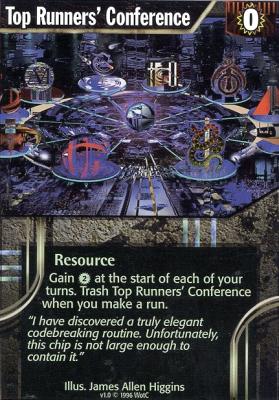 Top Runners' Conference
0
Resource
Gain 2 at the start of each of your
turns. Trash Top Runners' Conference
when you make a run.
"I have discovered a truly elegant
codebreaking routine. Unfortunately,
this chip is not large enough to
contain it."
Illus. James Allen Higgins
v1.0 © 1996 WotC